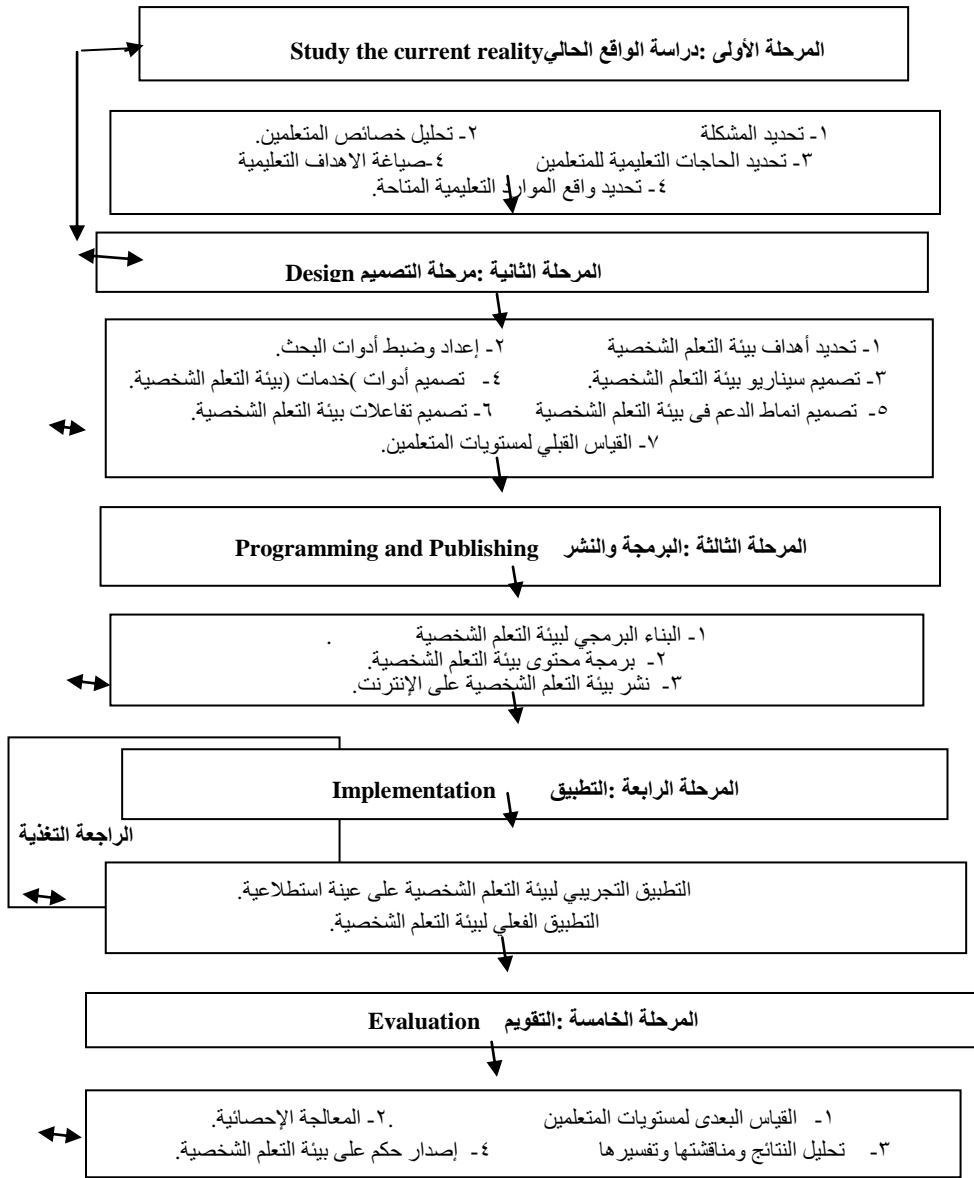 المرحلة الأولى :دراسة الواقع الحاليStudy the current reality
١- تحديد المشكلة ٢- تحليل خصائص المتعلمين.
٣- تحديد الحاجات التعليمية للمتعلمين ٤-صياغة الاهداف التعليمية
٤- تحديد واقع الموارد التعليمية المتاحة.
المرحلة الثانية :مرحلة التصميم Design
١- تحديد أهداف بيئة التعلم الشخصية ٢- إعداد وضبط أدوات البحث.
٣- تصميم سيناريو بيئة التعلم الشخصية. ٤- تصميم أدوات )خدمات (بيئة التعلم الشخصية.
٥- تصميم انماط الدعم فى بيئة التعلم الشخصية ٦- تصميم تفاعلات بيئة التعلم الشخصية.
٧- القياس القبلي لمستويات المتعلمين.
المرحلة الثالثة :البرمجة والنشر Programming and Publishing
١- البناء البرمجي لبيئة التعلم الشخصية .
٢- برمجة محتوى بيئة التعلم الشخصية.
٣- نشر بيئة التعلم الشخصية على الإنترنت.
المرحلة الرابعة :التطبيق Implementation
الراجعة التغذية
التطبيق التجريبي لبيئة التعلم الشخصية على عينة استطلاعية.
التطبيق الفعلي لبيئة التعلم الشخصية.
المرحلة الخامسة :التقويم Evaluation
١- القياس البعدى لمستويات المتعلمين .٢- المعالجة الإحصائية.
٣- تحليل النتائج ومناقشتها وتفسيرها ٤- إصدار حكم على بيئة التعلم الشخصية.